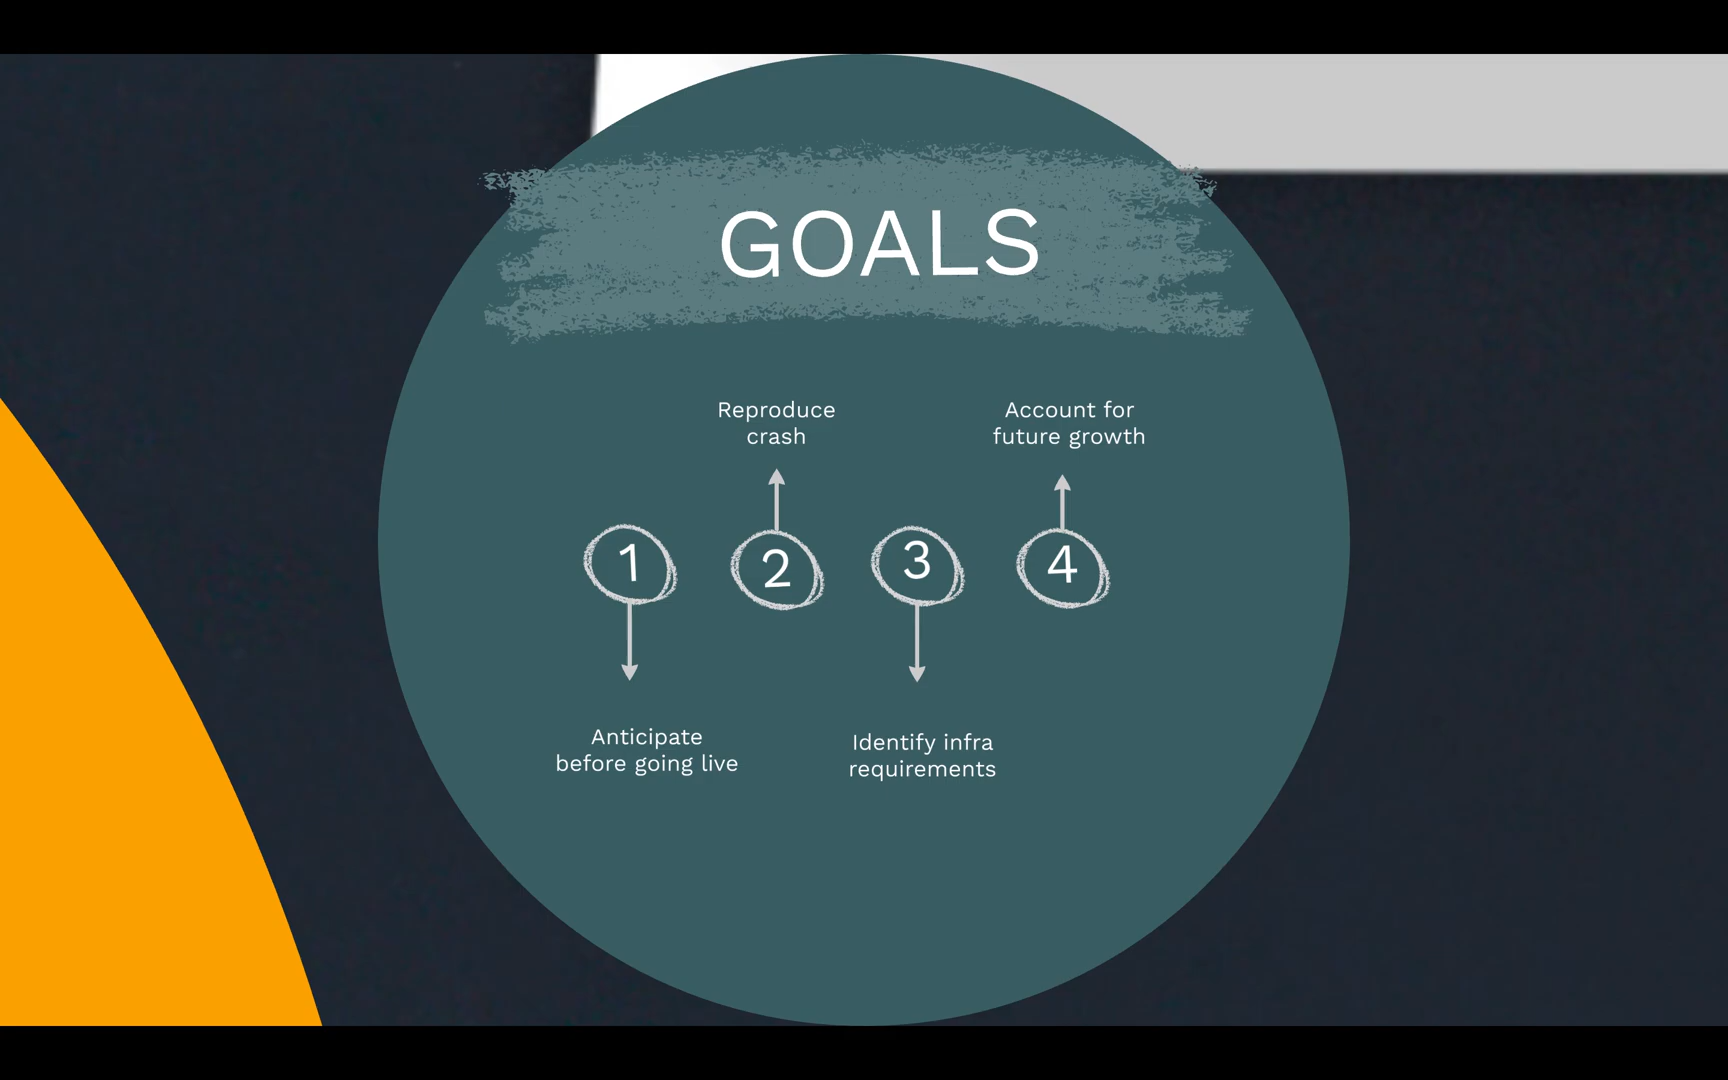 GOALS
Reproduce
crash
Account for
future growth
1
2
3
4
Anticipate
before going live
Identify infra
requirements